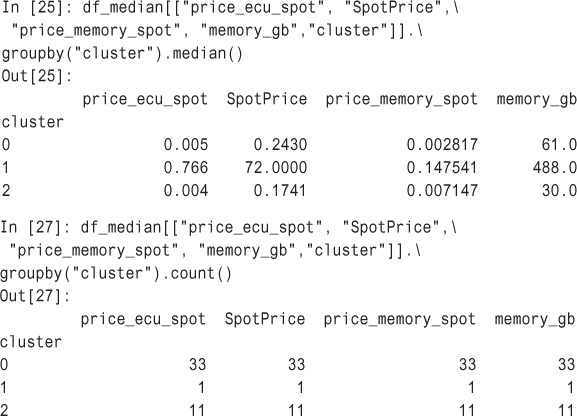 In [25]: df_median[["price_ecu_spot", "SpotPrice",\
 "price_memory_spot", "memory_gb","cluster"]].\
groupby("cluster").median()
Out[25]:
         price_ecu_spot  SpotPrice  price_memory_spot  memory_gb
cluster
0                 0.005     0.2430           0.002817       61.0
1                 0.766    72.0000           0.147541      488.0
2                 0.004     0.1741           0.007147       30.0
In [27]: df_median[["price_ecu_spot", "SpotPrice",\
 "price_memory_spot", "memory_gb","cluster"]].\
groupby("cluster").count()
Out[27]:
         price_ecu_spot  SpotPrice  price_memory_spot  memory_gb
cluster
0                    33         33                 33         33
1                     1          1                  1          1
2                    11         11                 11         11